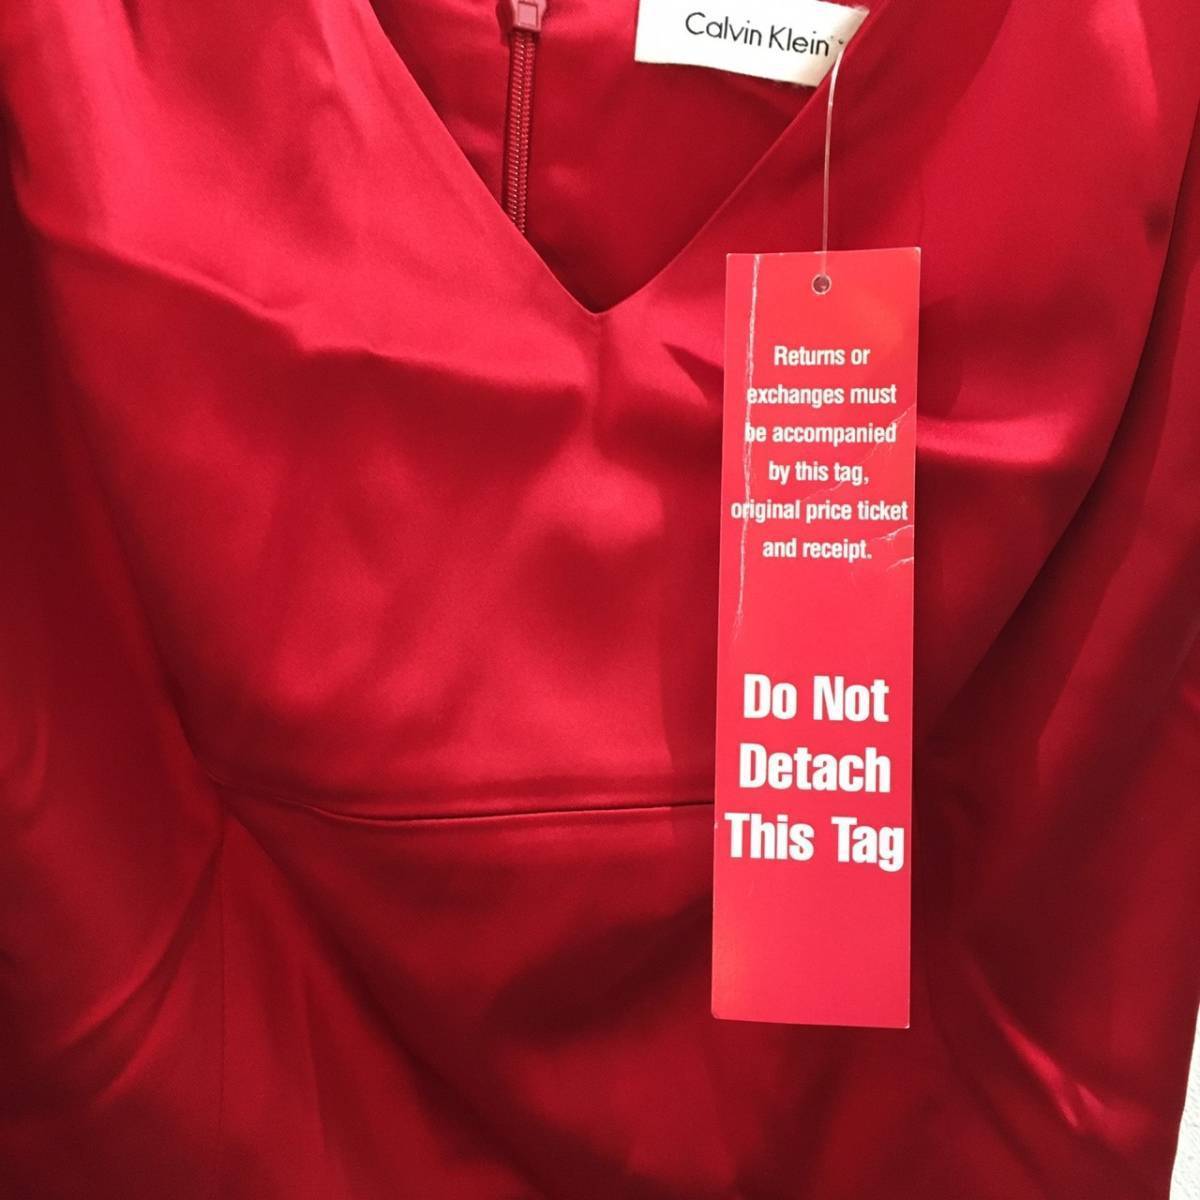 Calvin Klein
Returns or
exchanges must
be accompanied
by this tag,
original price ticket
and receipt.
Do Not
Detach
This Tag